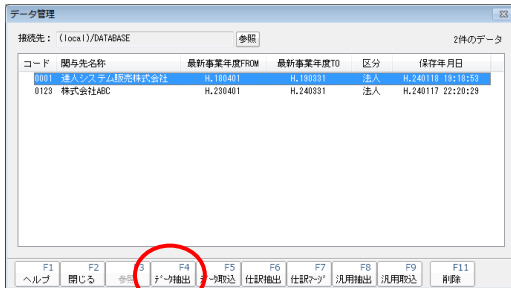 データ管理
接続先： (local)/DATABASE 参照 2件のデータ
コード 関与先名称 最新事業年度FROM 最新事業年度TO 区分 保存年月日
0001 達人システム販売株式会社 H.180401 H.190331 法人 H.240118 19:18:53
0123 株式会社ABC H.230401 H.240331 法人 H.240117 22:20:29
F1 F2 3 F4 F5 F6 F7 F8 F9 F11
ヘルプ 閉じる 参照 ﾃﾞｰﾀ抽出 ﾃﾞｰﾀ取込 仕訳抽出 仕訳ﾏｰｼﾞ 汎用抽出 汎用取込 削除